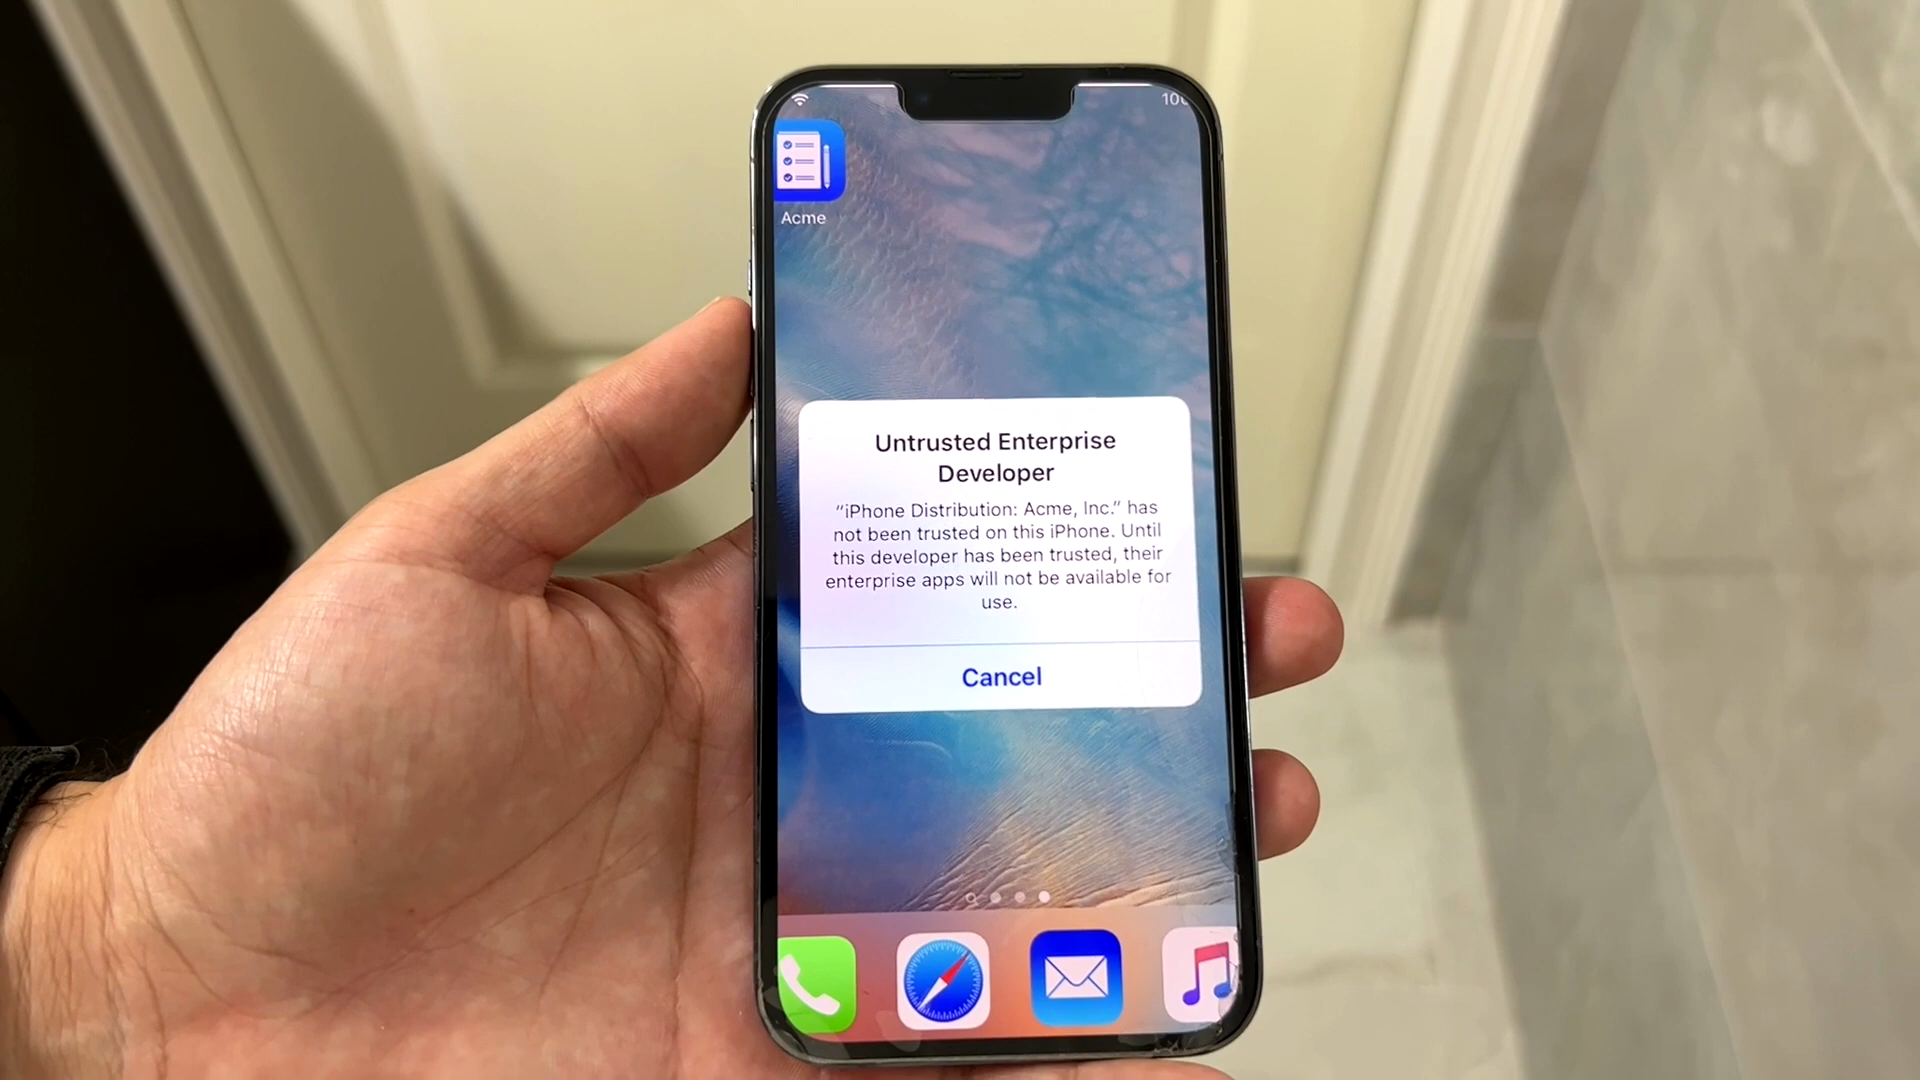 10
Acme
Untrusted Enterprise
Developer
“iPhone Distribution: Acme, Inc.” has
not been trusted on this iPhone. Until
this developer has been trusted, their
enterprise apps will not be available for
use.
Cancel